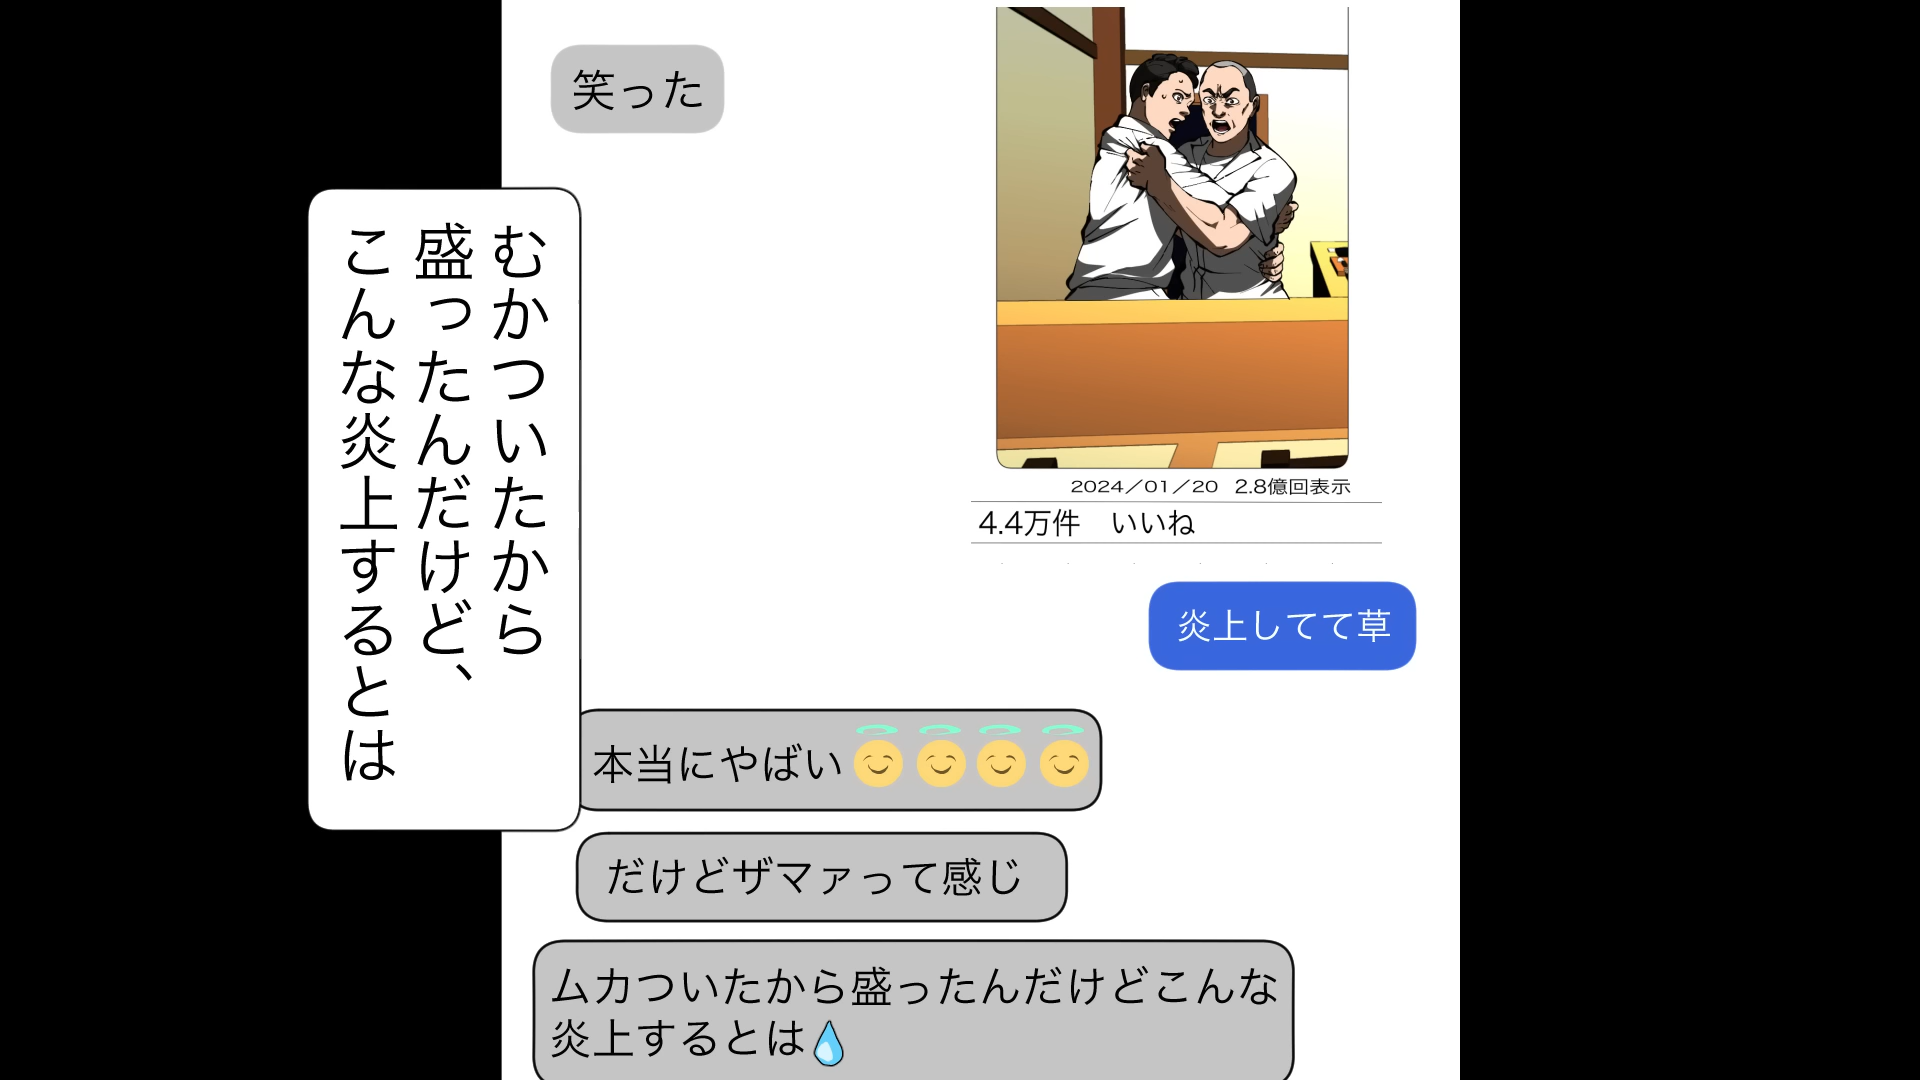 笑った
むかついたから
盛ったんだけど、
こんな炎上するとは
2024/01/20 2.8億回表示
4.4万件 いいね
炎上してて草
本当にやばい😇😇😇😇
だけどザマァって感じ
ムカついたから盛ったんだけどこんな
炎上するとは💧